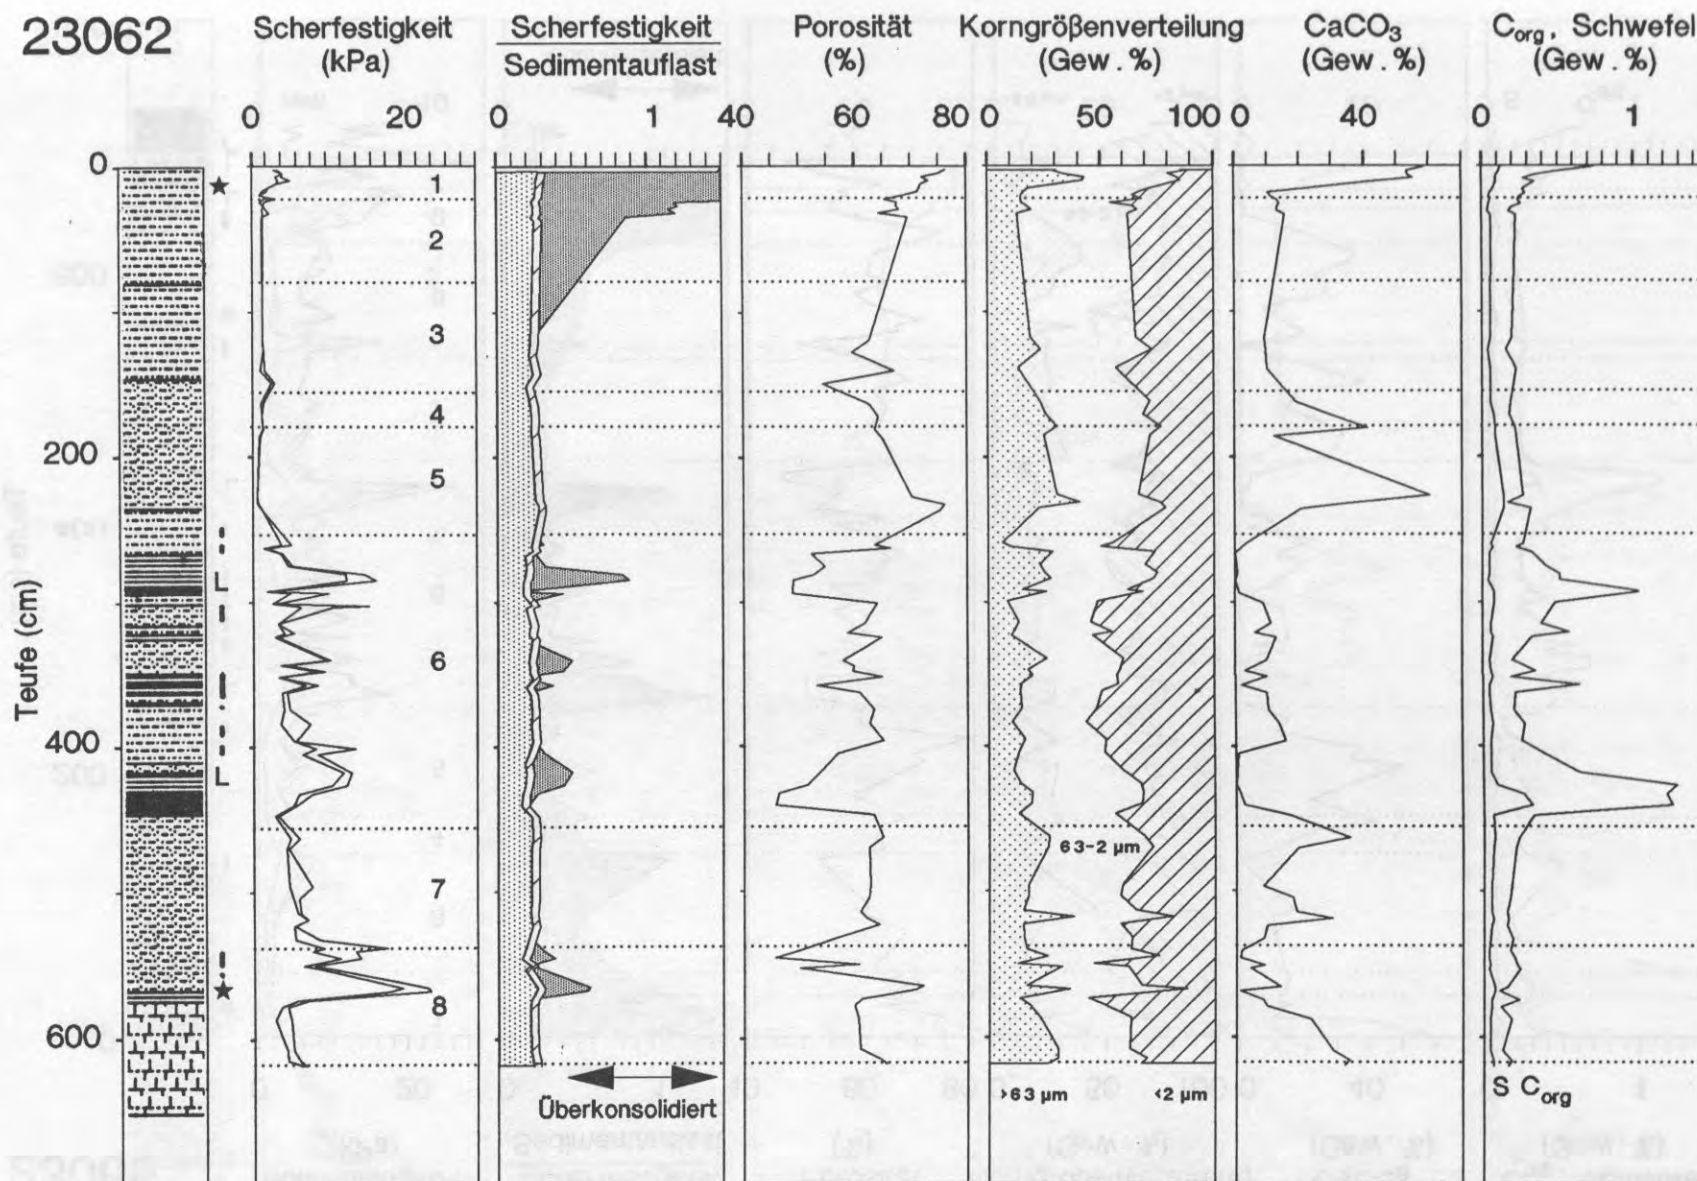 23062
Scherfestigkeit
(kPa)
Scherfestigkeit
Sedimentauflast
Porosität
(%)
Korngrößenverteilung
(Gew . %)
CaCO3
(Gew . %)
Corg, Schwefel
(Gew . %)
0 20 0 1 40 60 80 0 50 100 0 40 0 1
Teufe (cm)
0
200
400
600
1
2
3
4
5
6
7
8
L
L
63-2 µm
>63 µm
<2 µm
S Corg
Überkonsolidiert